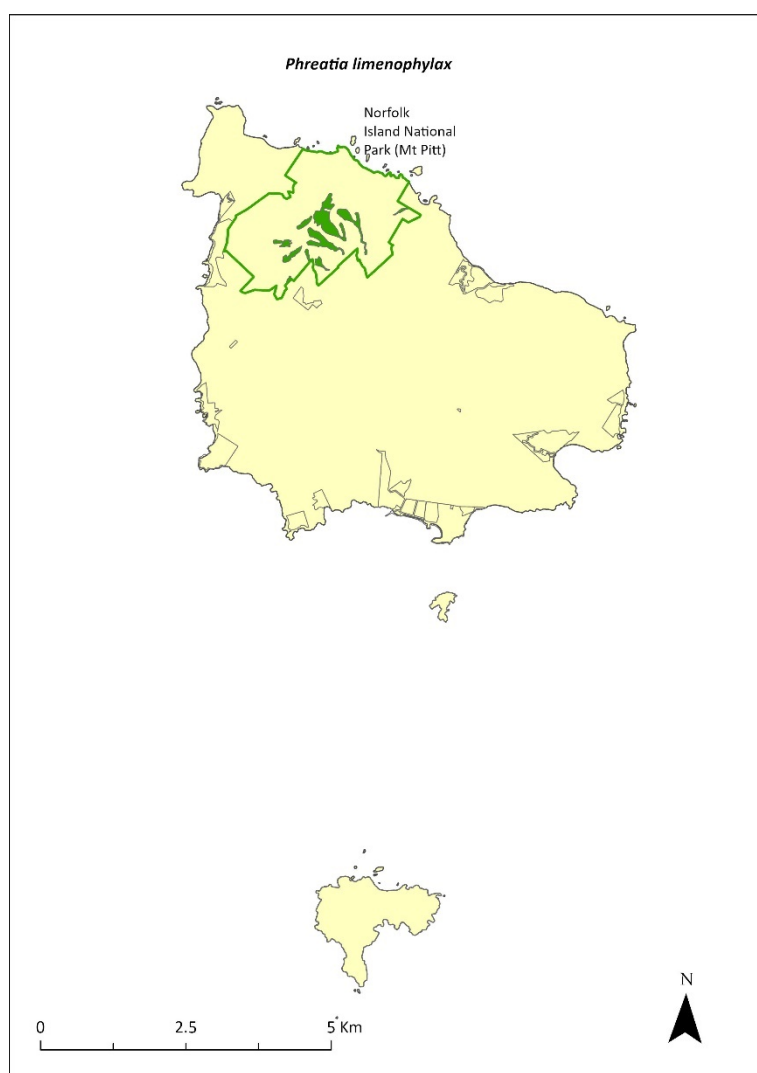 Phreatia limenophylax
Norfolk
Island National
Park (Mt Pitt)
N
0 2.5 5 Km